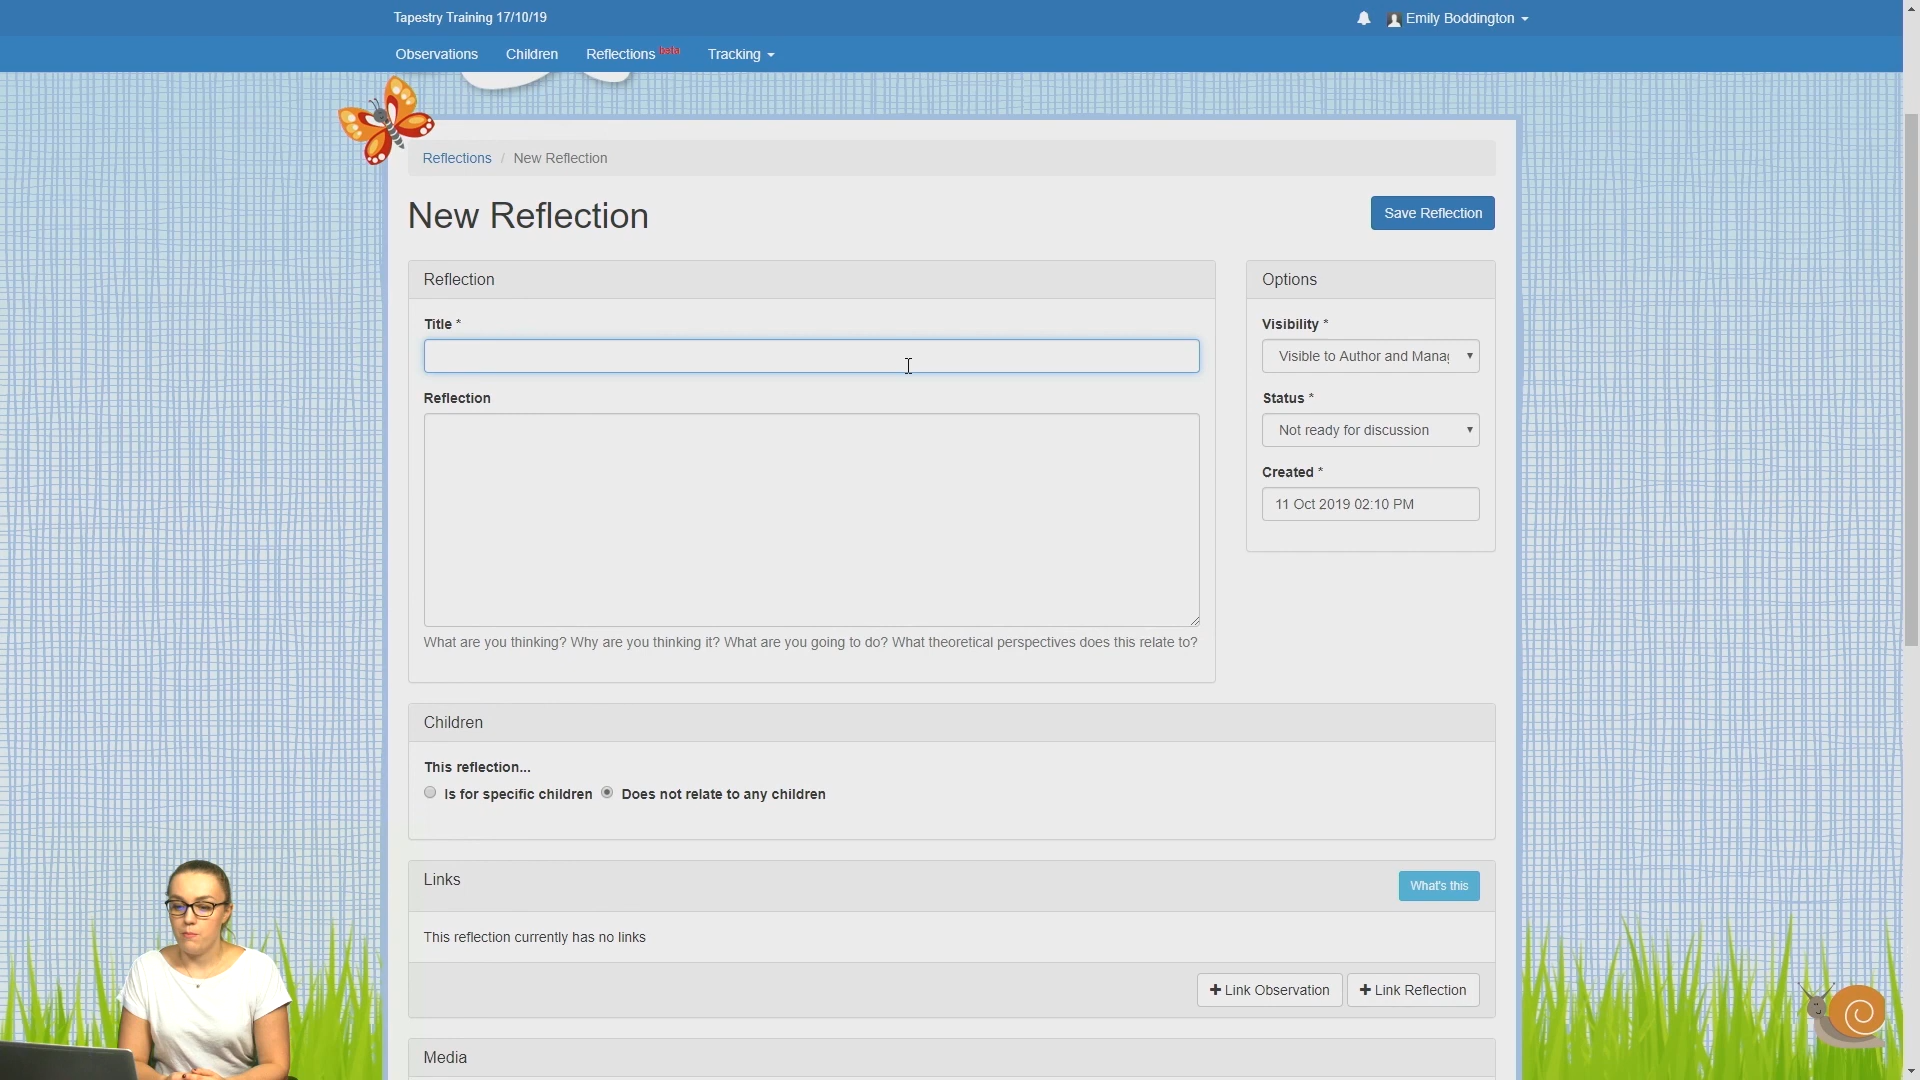 Tapestry Training 17/10/19
Emily Boddington
Observations Children Reflections beta Tracking
Reflections / New Reflection
New Reflection
Save Reflection
Reflection
Options
Title *
Visibility *
Visible to Author and Manag
Reflection
Status *
Not ready for discussion
Created *
11 Oct 2019 02:10 PM
What are you thinking? Why are you thinking it? What are you going to do? What theoretical perspectives does this relate to?
Children
This reflection...
Is for specific children Does not relate to any children
Links
What's this
This reflection currently has no links
+ Link Observation + Link Reflection
Media